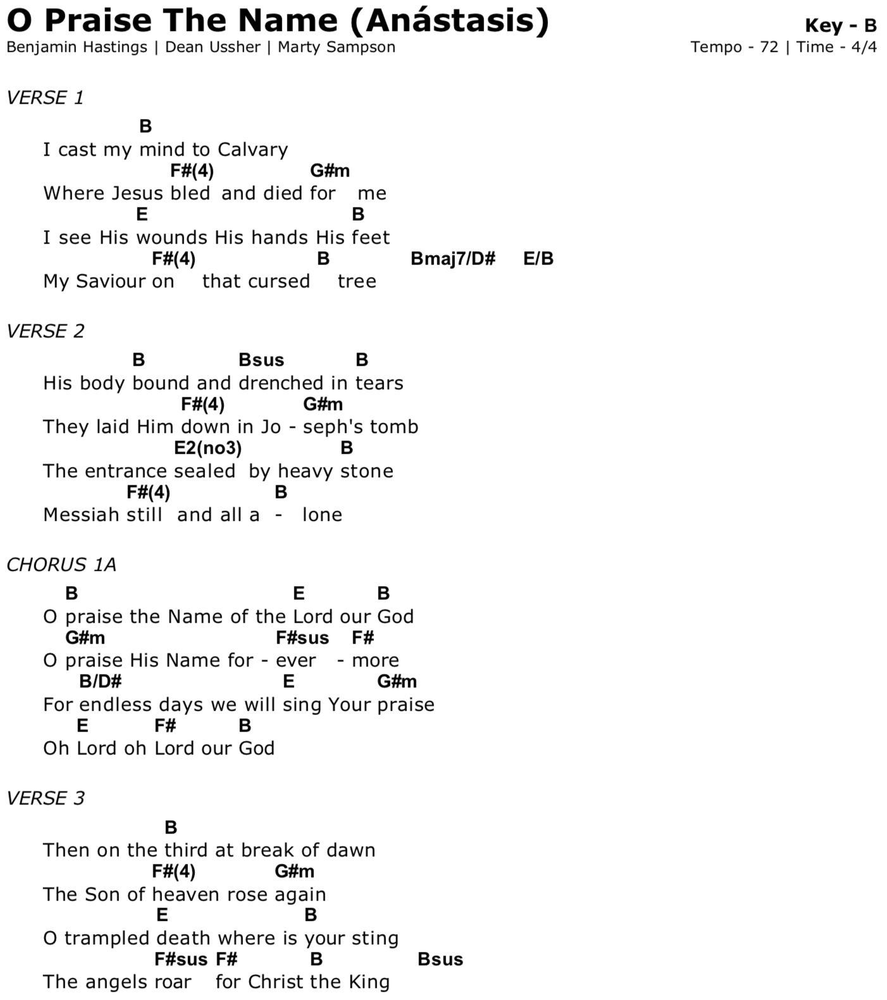 O Praise The Name (Anástasis)
Key - B
Benjamin Hastings | Dean Ussher | Marty Sampson
Tempo - 72 | Time - 4/4
VERSE 1
B
I cast my mind to Calvary
F#(4) G#m
Where Jesus bled and died for me
E B
I see His wounds His hands His feet
F#(4) B Bmaj7/D# E/B
My Saviour on that cursed tree
VERSE 2
B Bsus B
His body bound and drenched in tears
F#(4) G#m
They laid Him down in Jo - seph's tomb
E2(no3) B
The entrance sealed by heavy stone
F#(4) B
Messiah still and all a - lone
CHORUS 1A
B E B
O praise the Name of the Lord our God
G#m F#sus F#
O praise His Name for - ever - more
B/D# E G#m
For endless days we will sing Your praise
E F# B
Oh Lord oh Lord our God
VERSE 3
B
Then on the third at break of dawn
F#(4) G#m
The Son of heaven rose again
E B
O trampled death where is your sting
F#sus F# B Bsus
The angels roar for Christ the King